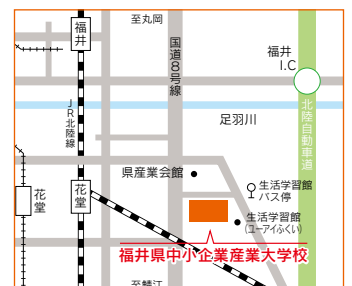 至丸岡
福井
国道8号線
福井
I.C
JR北陸線
足羽川
北陸自動車道
県産業会館
生活学習館
バス停
花堂
花堂
生活学習館
(ユーアイふくい)
福井県中小企業産業大学校
至鯖江